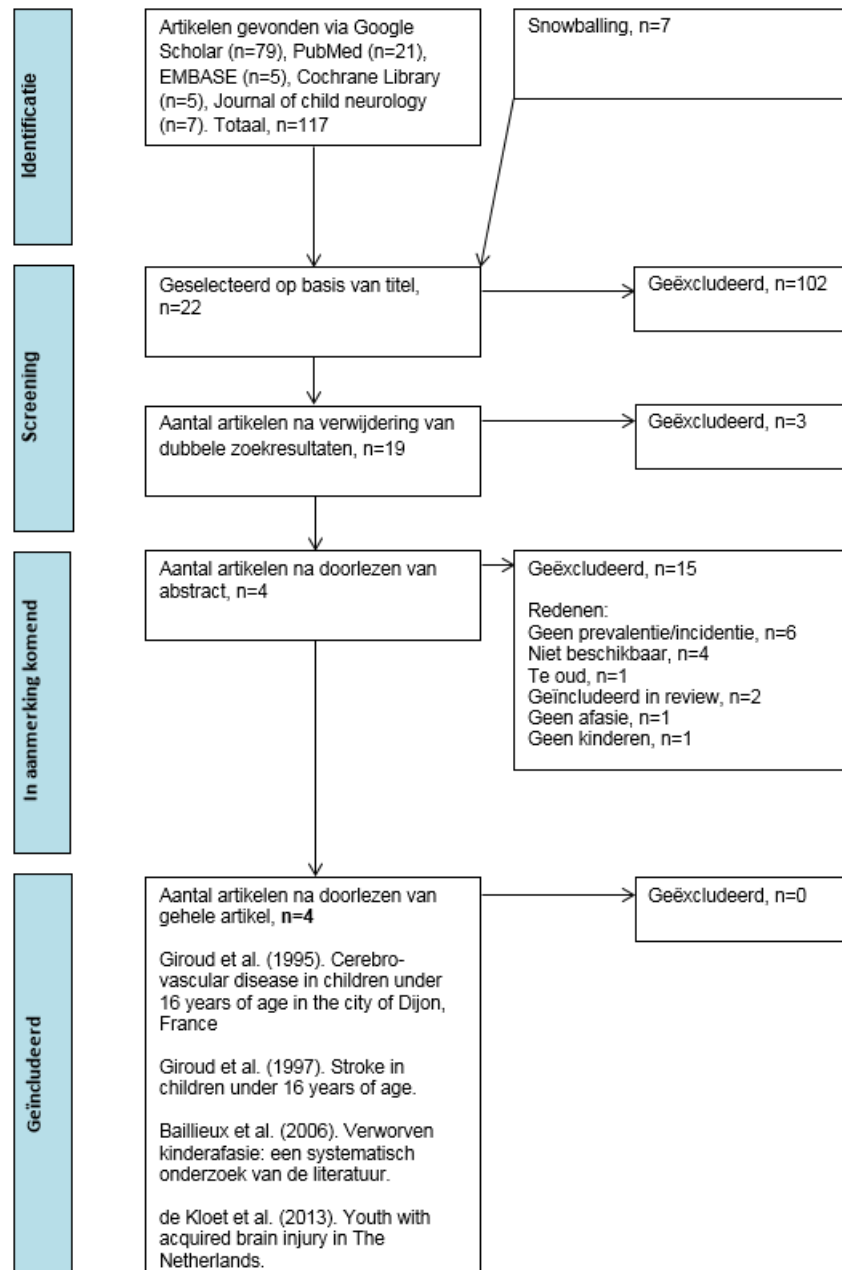 Identificatie
Artikelen gevonden via Google
Scholar (n=79), PubMed (n=21),
EMBASE (n=5), Cochrane Library
(n=5), Journal of child neurology
(n=7). Totaal, n=117
Snowballing, n=7
Screening
Geselecteerd op basis van titel,
n=22
Geëxcludeerd, n=102
Aantal artikelen na verwijdering van
dubbele zoekresultaten, n=19
Geëxcludeerd, n=3
In aanmerking komend
Aantal artikelen na doorlezen van
abstract, n=4
Geëxcludeerd, n=15
Redenen:
Geen prevalentie/incidentie, n=6
Niet beschikbaar, n=4
Te oud, n=1
Geïncludeerd in review, n=2
Geen afasie, n=1
Geen kinderen, n=1
Geïncludeerd
Aantal artikelen na doorlezen van
gehele artikel, n=4
Giroud et al. (1995). Cerebro-
vascular disease in children under
16 years of age in the city of Dijon,
France
Giroud et al. (1997). Stroke in
children under 16 years of age.
Baillieux et al. (2006). Verworven
kinderafasie: een systematisch
onderzoek van de literatuur.
de Kloet et al. (2013). Youth with
acquired brain injury in The
Netherlands.
Geëxcludeerd, n=0